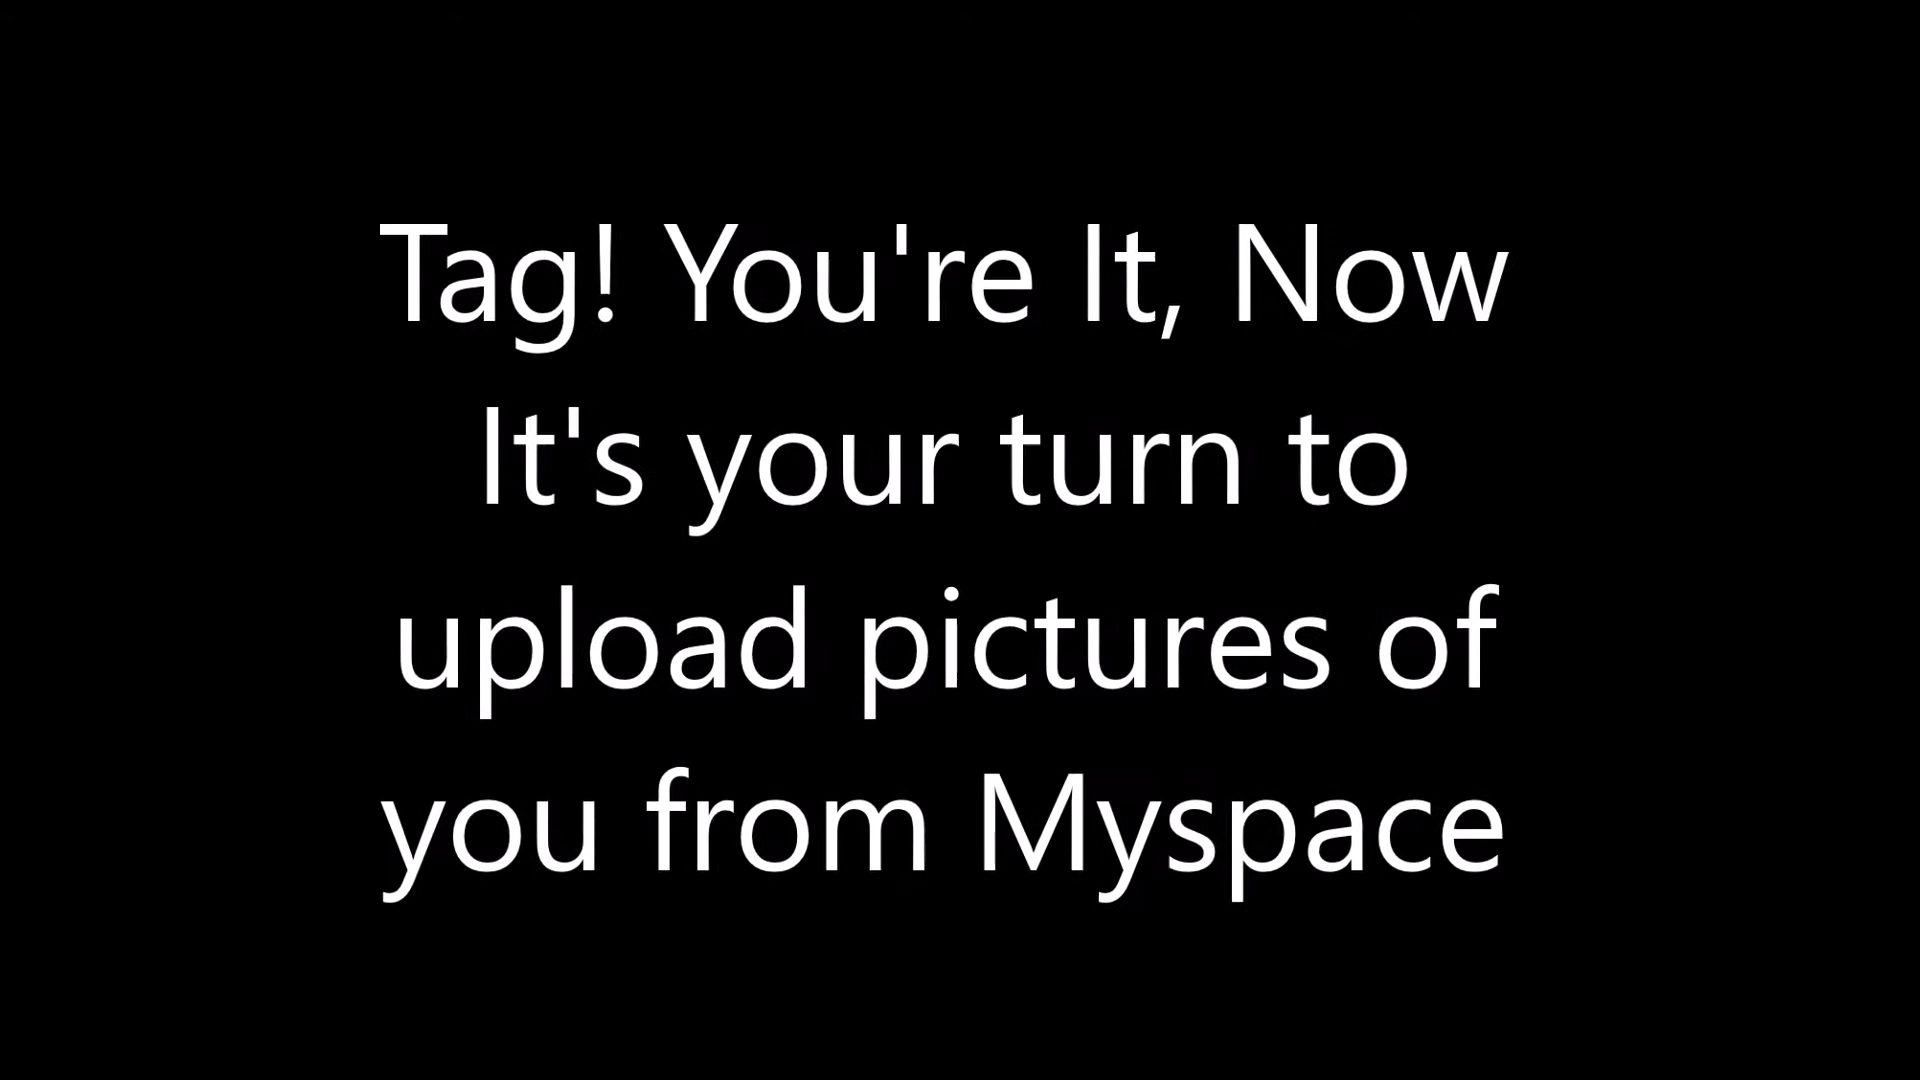 Tag! You're It, Now
It's your turn to
upload pictures of
you from Myspace